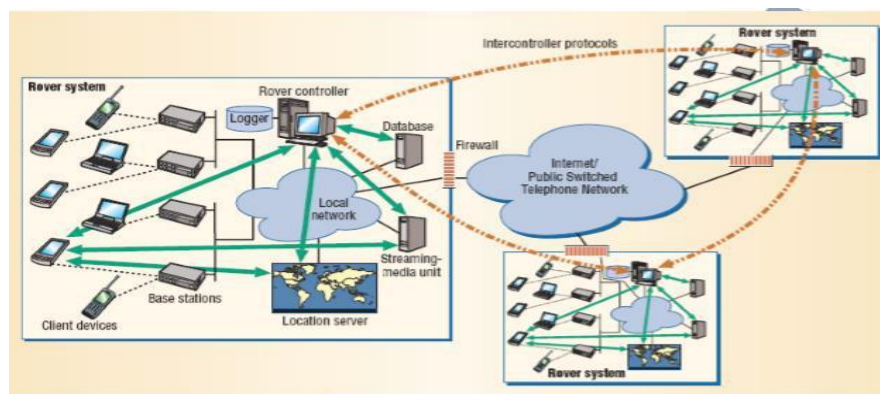 Rover system
Rover controller
Logger
Database
Local
network
Streaming-
media unit
Base stations
Client devices
Location server
Firewall
Intercontroller protocols
Internet/
Public Switched
Telephone Network
Rover system
Rover system